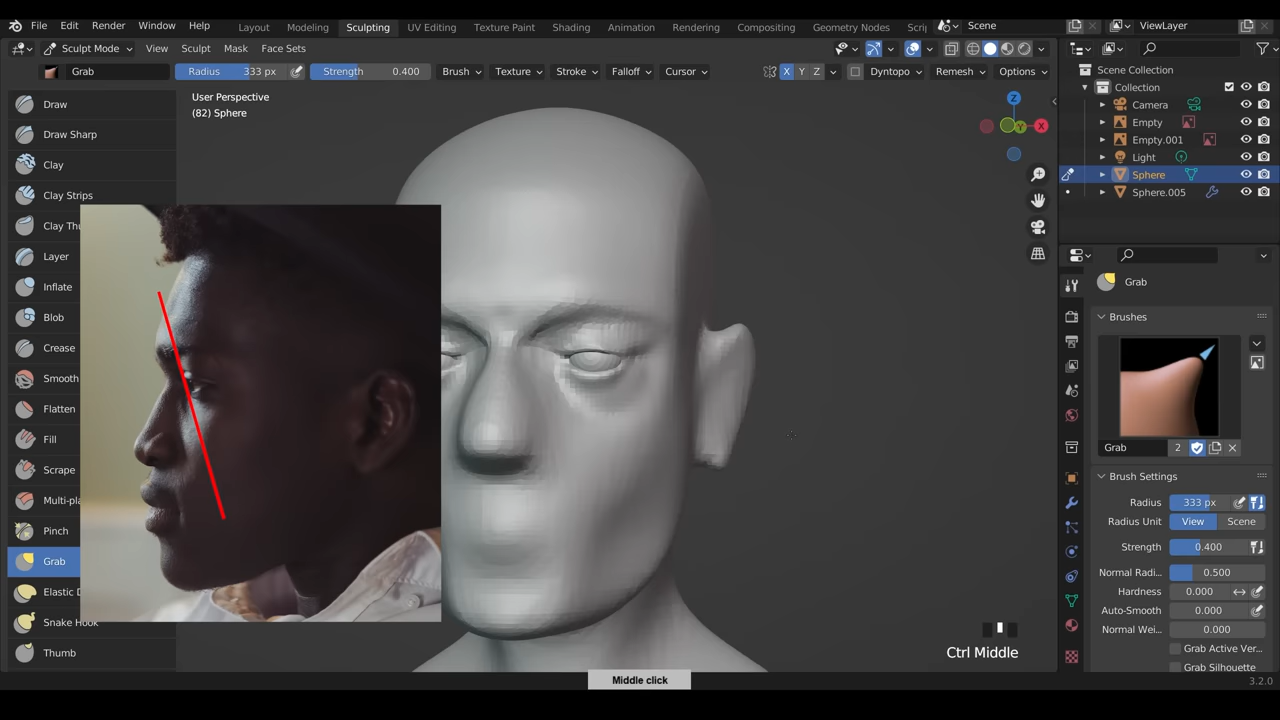 File Edit Render Window Help Layout Modeling Sculpting UV Editing Texture Paint Shading Animation Rendering Compositing Geometry Nodes Scri Scene ViewLayer
Sculpt Mode View Sculpt Mask Face Sets
Grab Radius 333 px Strength 0.400 Brush Texture Stroke Falloff Cursor X Y Z Dyntopo Remesh Options
User Perspective
(82) Sphere
Draw
Draw Sharp
Clay
Clay Strips
Clay Thu
Layer
Inflate
Blob
Crease
Smooth
Flatten
Fill
Scrape
Multi-pla
Pinch
Grab
Elastic D
Snake Hook
Thumb
Z
Y
X
Ctrl Middle
Middle click
Scene Collection
Collection
Camera
Empty
Empty.001
Light
Sphere
Sphere.005
Grab
Brushes
Grab 2
Brush Settings
Radius 333 px
Radius Unit View Scene
Strength 0.400
Normal Radi... 0.500
Hardness 0.000
Auto-Smooth 0.000
Normal Wei... 0.000
Grab Active Ver...
Grab Silhouette
3.2.0